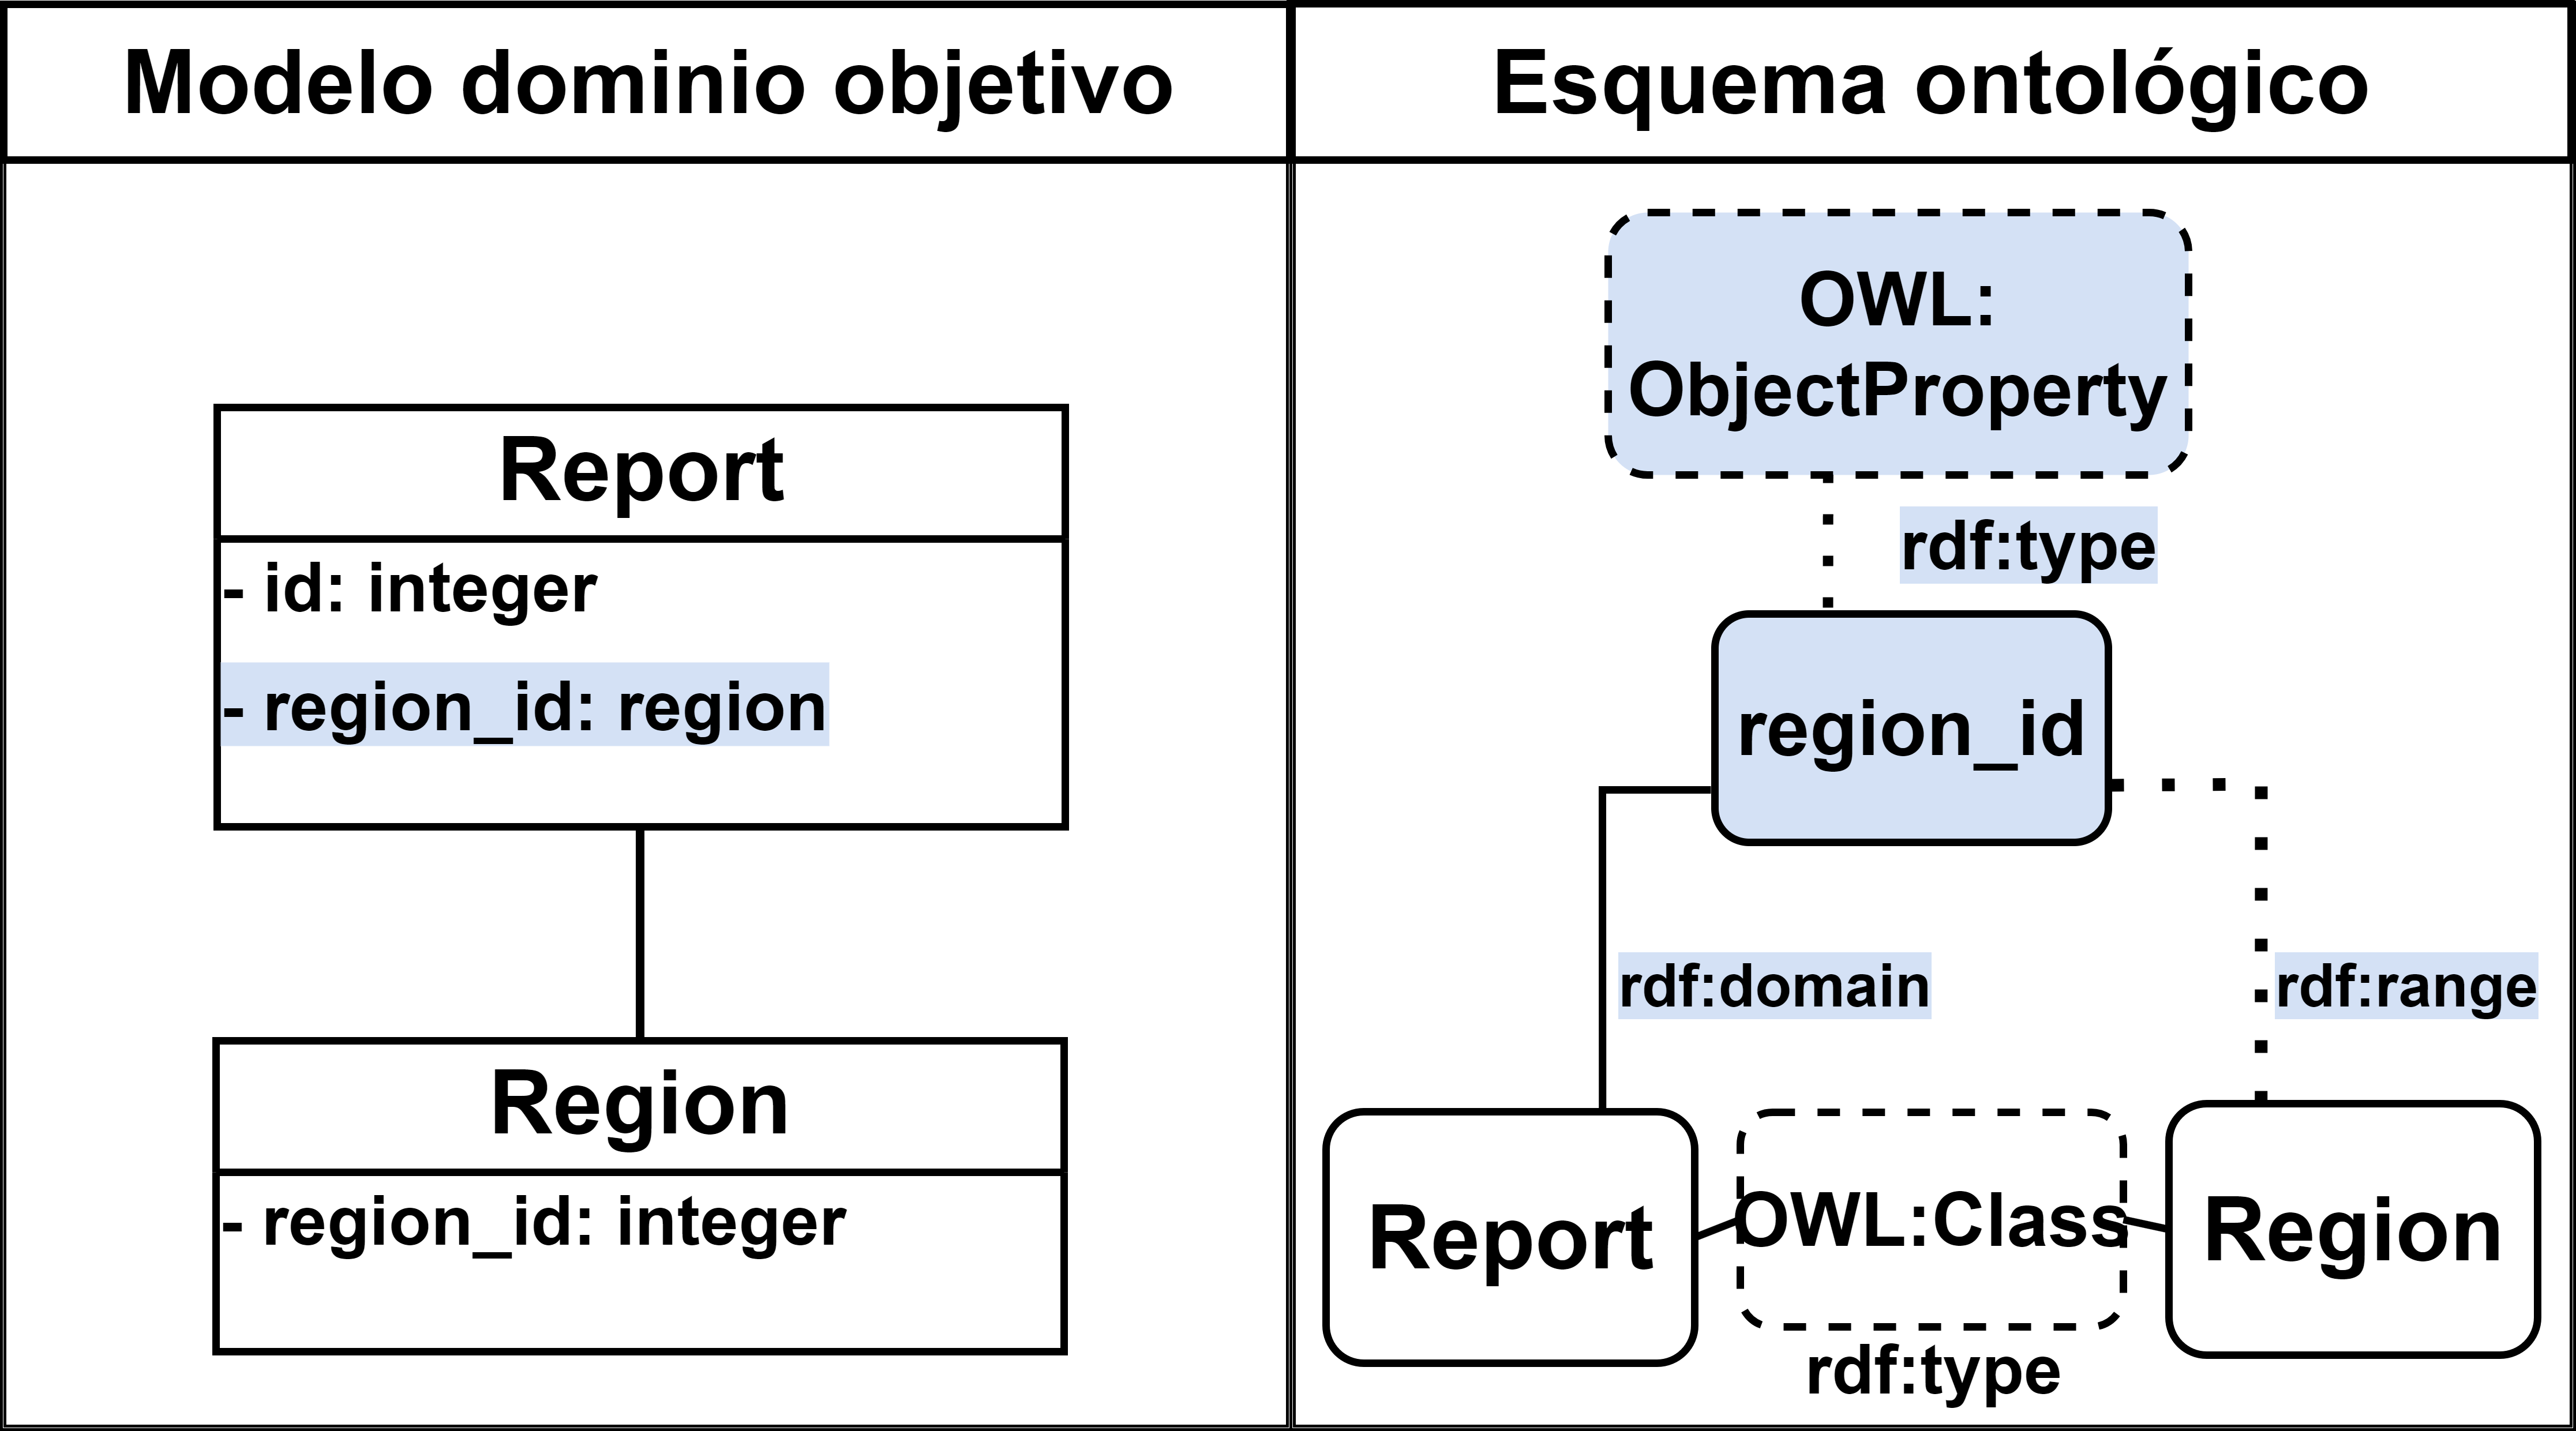 Modelo dominio objetivo
Esquema ontológico
Report
- id: integer
- region_id: region
Region
- region_id: integer
OWL:
ObjectProperty
rdf:type
region_id
rdf:domain
rdf:range
Report
OWL:Class
Region
rdf:type